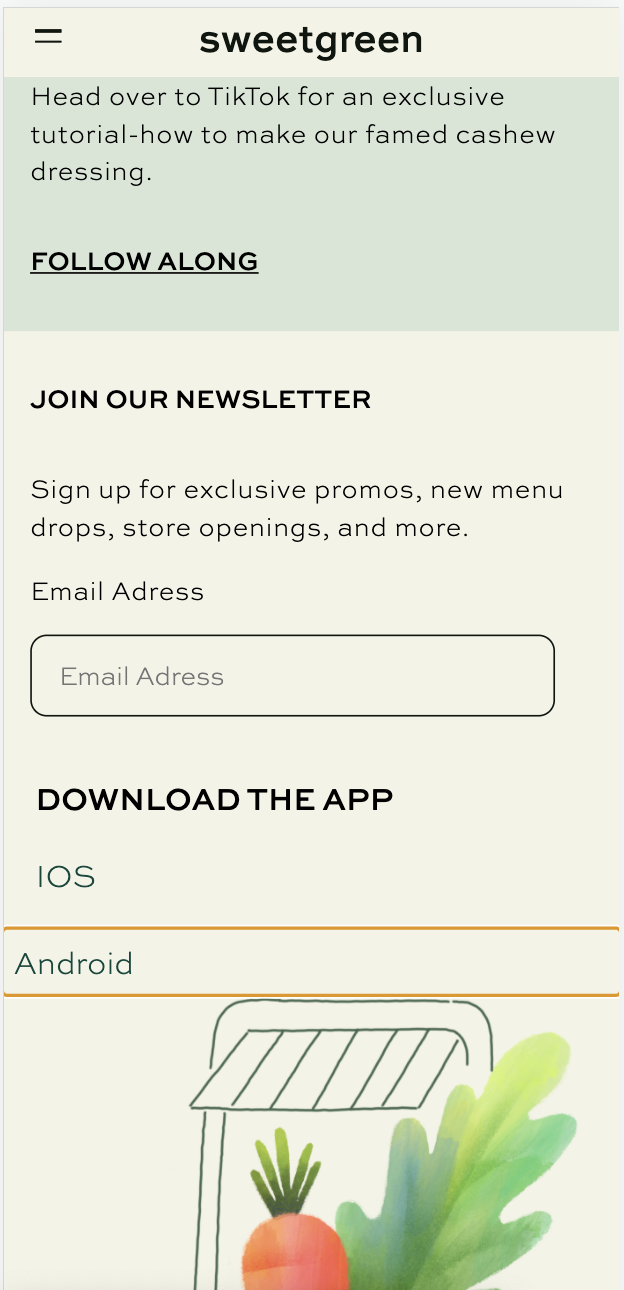 sweetgreen
Head over to TikTok for an exclusive
tutorial-how to make our famed cashew
dressing.
FOLLOW ALONG
JOIN OUR NEWSLETTER
Sign up for exclusive promos, new menu
drops, store openings, and more.
Email Adress
Email Adress
DOWNLOAD THE APP
IOS
Android